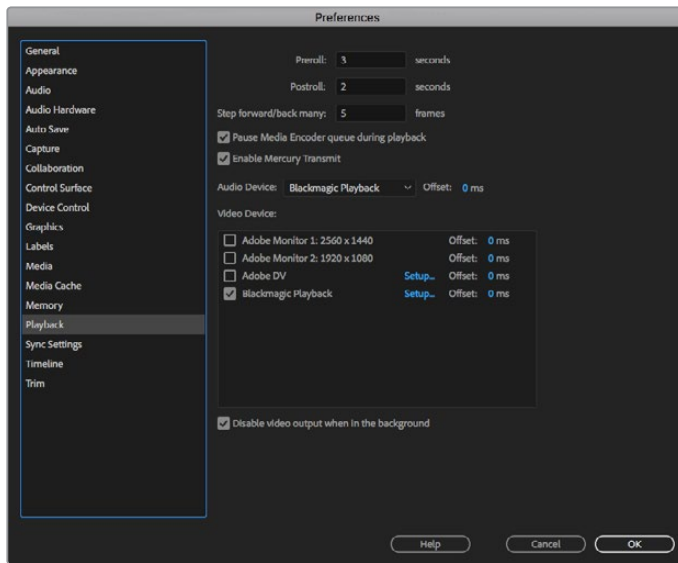 Preferences
General
Appearance
Audio
Audio Hardware
Auto Save
Capture
Collaboration
Control Surface
Device Control
Graphics
Labels
Media
Media Cache
Memory
Playback
Sync Settings
Timeline
Trim
Preroll: 3 seconds
Postroll: 2 seconds
Step forward/back many: 5 frames
Pause Media Encoder queue during playback
Enable Mercury Transmit
Audio Device: Blackmagic Playback Offset: 0 ms
Video Device:
Adobe Monitor 1: 2560 x 1440 Offset: 0 ms
Adobe Monitor 2: 1920 x 1080 Offset: 0 ms
Adobe DV Setup... Offset: 0 ms
Blackmagic Playback Setup... Offset: 0 ms
Disable video output when in the background
Help Cancel OK